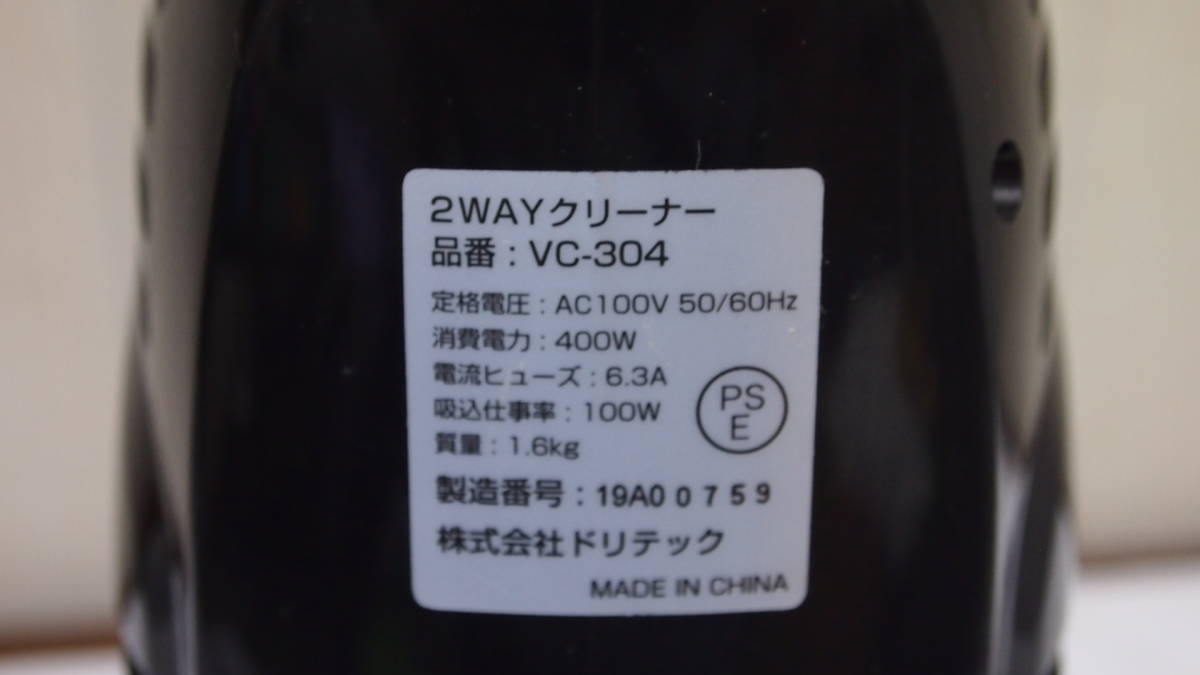 2WAYクリーナー
品番：VC-304
定格電圧：AC100V 50/60Hz
消費電力：400W
電流ヒューズ：6.3A
吸込仕事率：100W
質量：1.6kg
PS
E
製造番号：19A00759
株式会社ドリテック
MADE IN CHINA